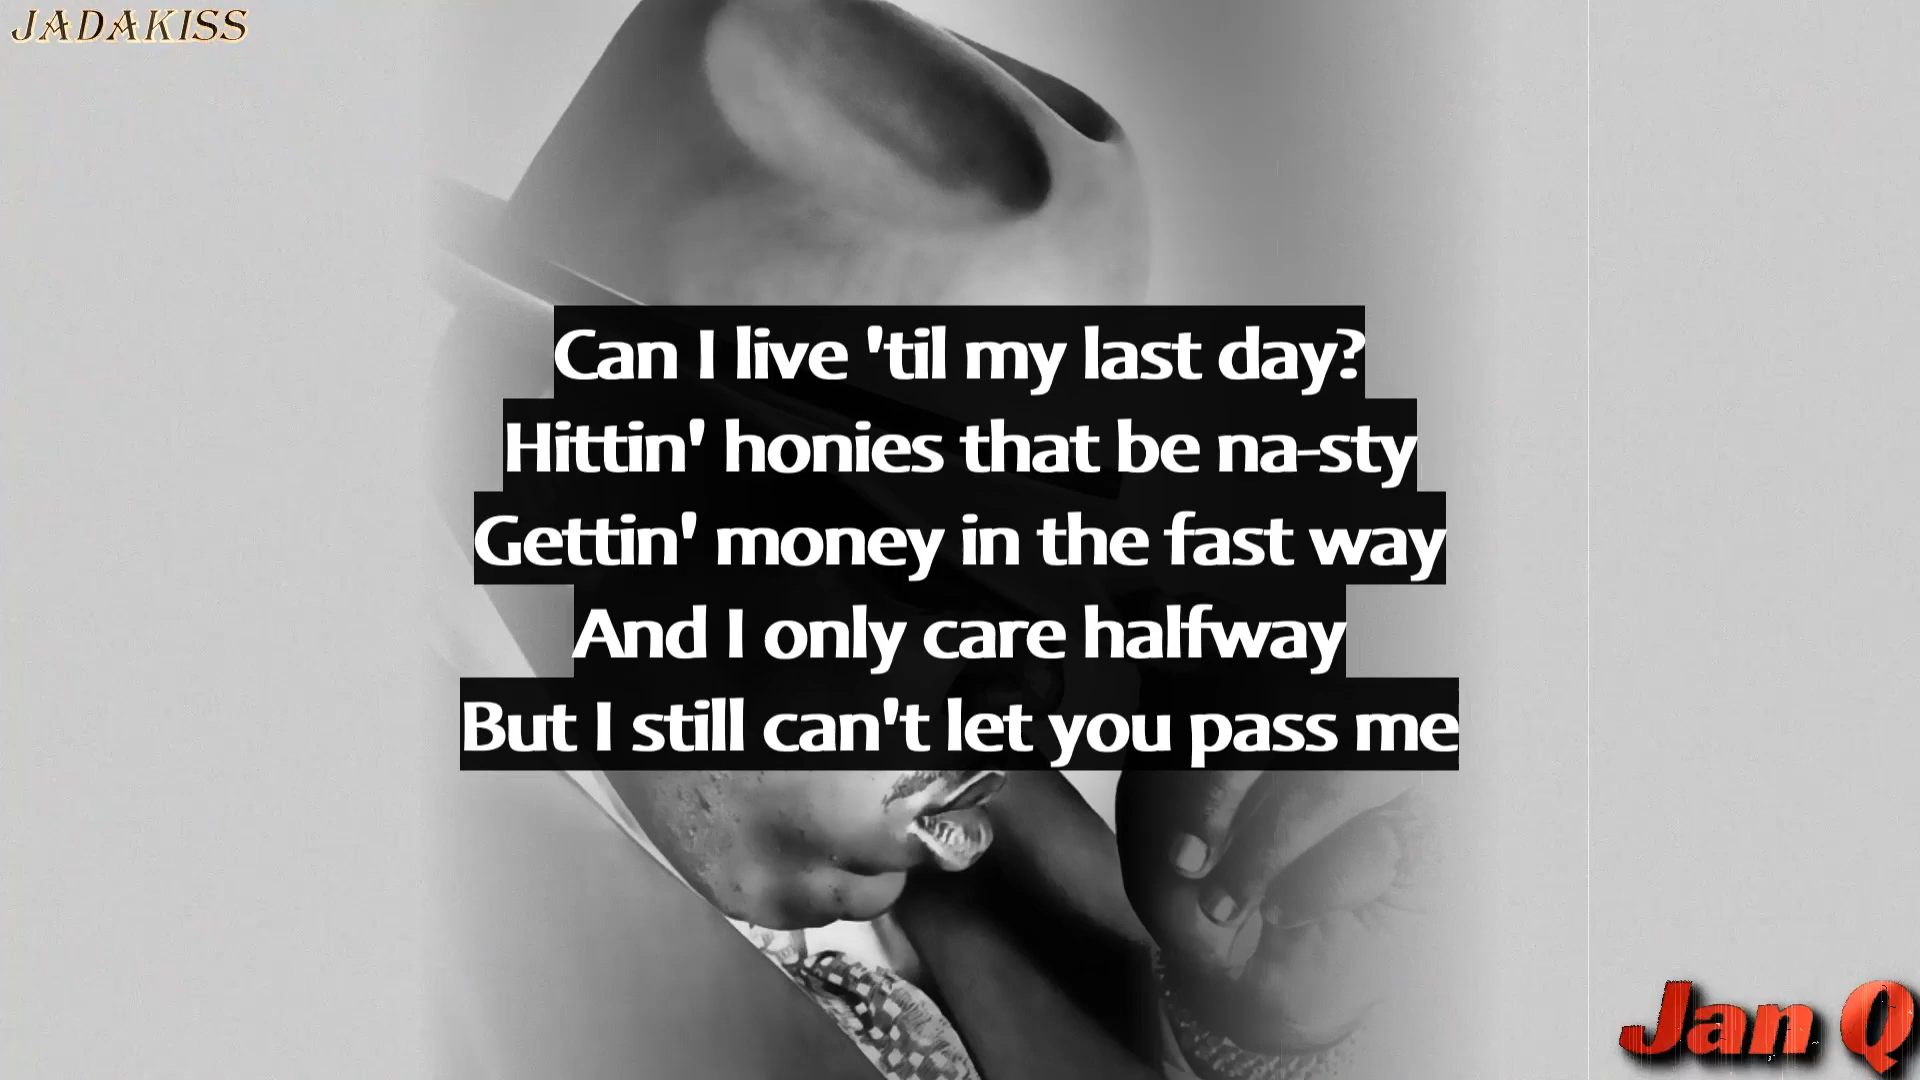 JADAKISS
Can I live 'til my last day?
Hittin' honies that be na-sty
Gettin' money in the fast way
And I only care halfway
But I still can't let you pass me
Jan Q